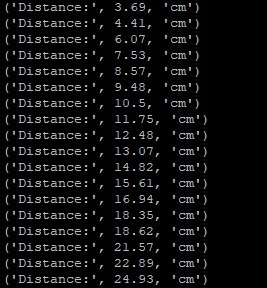 ('Distance:', 3.69, 'cm')
('Distance:', 4.41, 'cm')
('Distance:', 6.07, 'cm')
('Distance:', 7.53, 'cm')
('Distance:', 8.57, 'cm')
('Distance:', 9.48, 'cm')
('Distance:', 10.5, 'cm')
('Distance:', 11.75, 'cm')
('Distance:', 12.48, 'cm')
('Distance:', 13.07, 'cm')
('Distance:', 14.82, 'cm')
('Distance:', 15.61, 'cm')
('Distance:', 16.94, 'cm')
('Distance:', 18.35, 'cm')
('Distance:', 18.62, 'cm')
('Distance:', 21.57, 'cm')
('Distance:', 22.89, 'cm')
('Distance:', 24.93, 'cm')